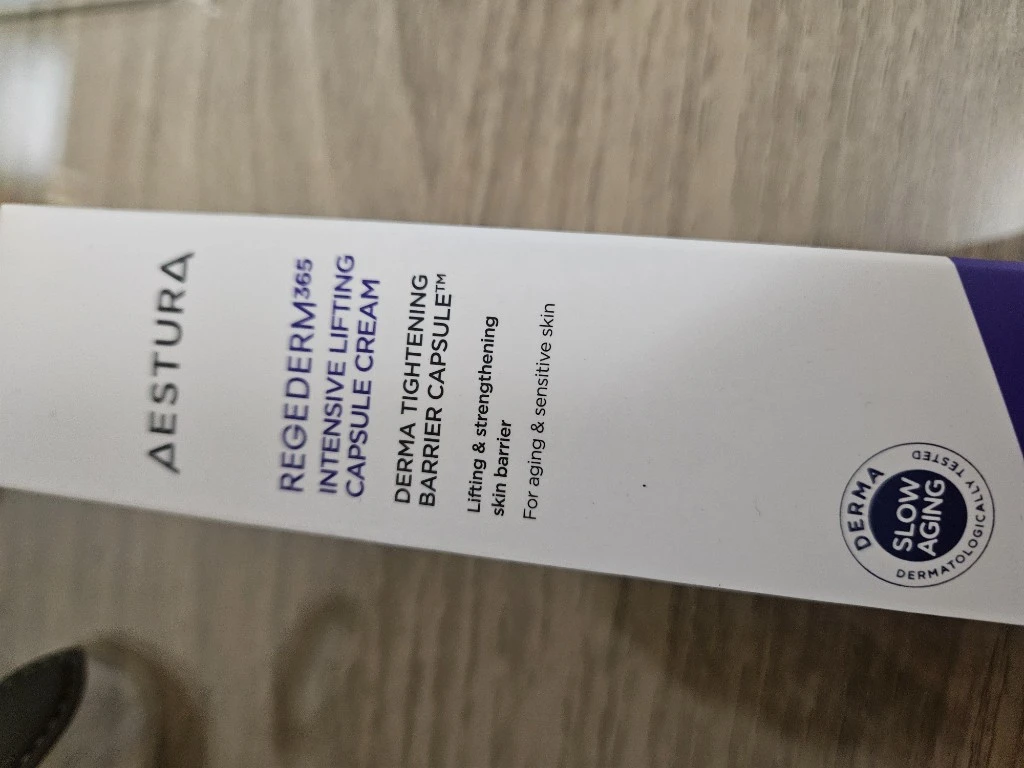 AESTURA
REGEDERM³⁶⁵
INTENSIVE LIFTING
CAPSULE CREAM
DERMA TIGHTENING
BARRIER CAPSULE™
Lifting & strengthening
skin barrier
For aging & sensitive skin
DERMA
SLOW
AGING
DERMATOLOGICALLY TESTED